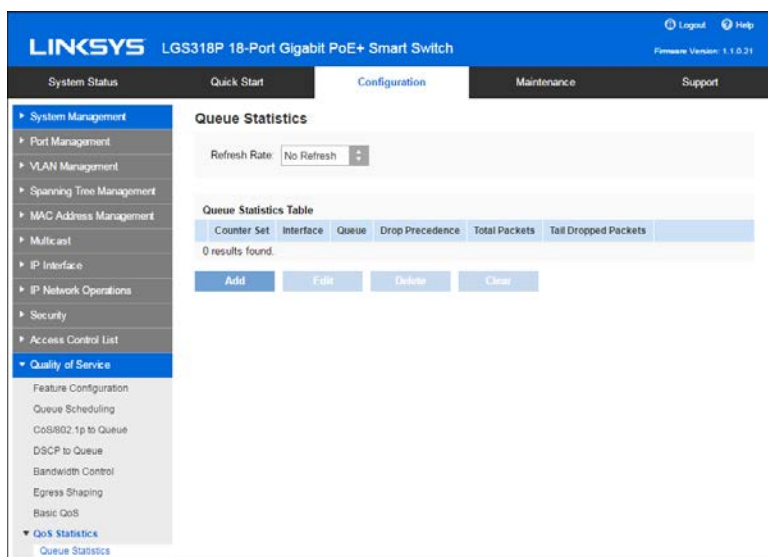 Logout Help
LINKSYS LGS318P 18-Port Gigabit PoE+ Smart Switch
Firmware Version: 1.1.0.21
System Status Quick Start Configuration Maintenance Support
System Management
Port Management
VLAN Management
Spanning Tree Management
MAC Address Management
Multicast
IP Interface
IP Network Operations
Security
Access Control List
Quality of Service
Feature Configuration
Queue Scheduling
CoS/802.1p to Queue
DSCP to Queue
Bandwidth Control
Egress Shaping
Basic QoS
QoS Statistics
Queue Statistics
Queue Statistics
Refresh Rate: No Refresh
Queue Statistics Table
Counter Set Interface Queue Drop Precedence Total Packets Tail Dropped Packets
0 results found.
Add Edit Delete Clear